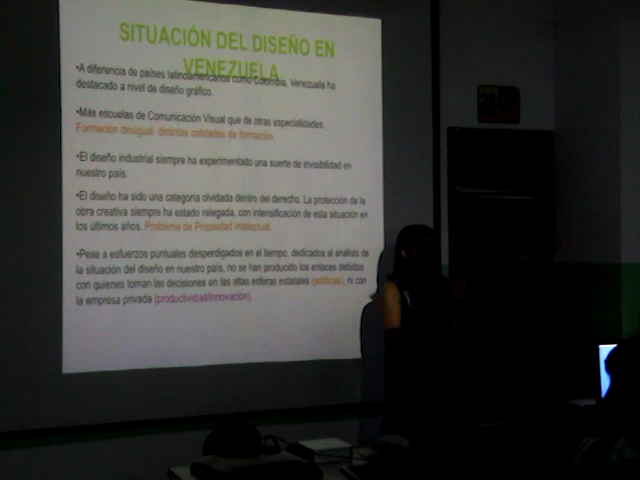 SITUACIÓN DEL DISEÑO EN
VENEZUELA
•A diferencia de países latinoamericanos como Colombia, Venezuela ha
destacado a nivel de diseño gráfico.
•Más escuelas de Comunicación Visual que de otras especialidades.
Formación desigual, distintas calidades de formación.
•El diseño industrial siempre ha experimentado una suerte de invisibilidad en
nuestro país.
•El diseño ha sido una categoría olvidada dentro del derecho. La protección de la
obra creativa siempre ha estado relegada, con intensificación de esta situación en
los últimos años. Problema de Propiedad Intelectual.
•Pese a esfuerzos puntuales desperdigados en el tiempo, dedicados al análisis de
la situación del diseño en nuestro país, no se han producido los enlaces debidos
con quienes toman las decisiones en las altas esferas estatales (políticas), ni con
la empresa privada (productividad/innovación).